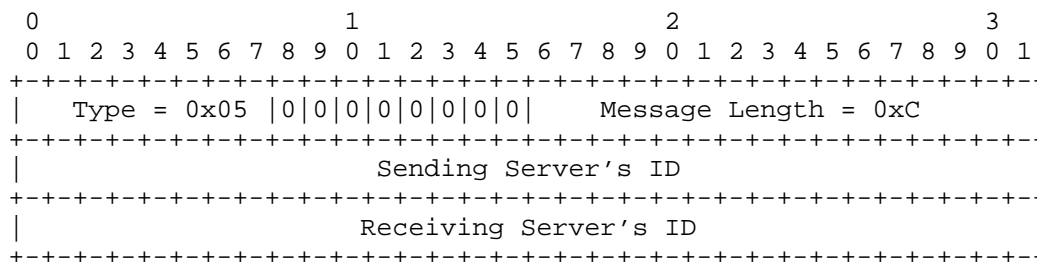 0 1 2 3
0 1 2 3 4 5 6 7 8 9 0 1 2 3 4 5 6 7 8 9 0 1 2 3 4 5 6 7 8 9 0 1
+-+-+-+-+-+-+-+-+-+-+-+-+-+-+-+-+-+-+-+-+-+-+-+-+-+-+-+-+-+-+-+-
| Type = 0x05 |0|0|0|0|0|0|0|0| Message Length = 0xC
+-+-+-+-+-+-+-+-+-+-+-+-+-+-+-+-+-+-+-+-+-+-+-+-+-+-+-+-+-+-+-+-
| Sending Server’s ID
+-+-+-+-+-+-+-+-+-+-+-+-+-+-+-+-+-+-+-+-+-+-+-+-+-+-+-+-+-+-+-+-
| Receiving Server’s ID
+-+-+-+-+-+-+-+-+-+-+-+-+-+-+-+-+-+-+-+-+-+-+-+-+-+-+-+-+-+-+-+-